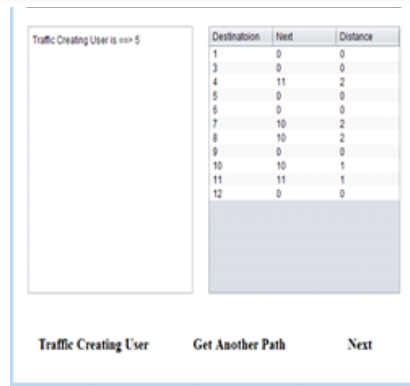 Traffic Creating User is ==> 5
Destinatoion Next Distance
1 0 0
3 0 0
4 11 2
5 0 0
6 0 0
7 10 2
8 10 2
9 0 0
10 10 1
11 11 1
12 0 0
Traffic Creating User Get Another Path Next